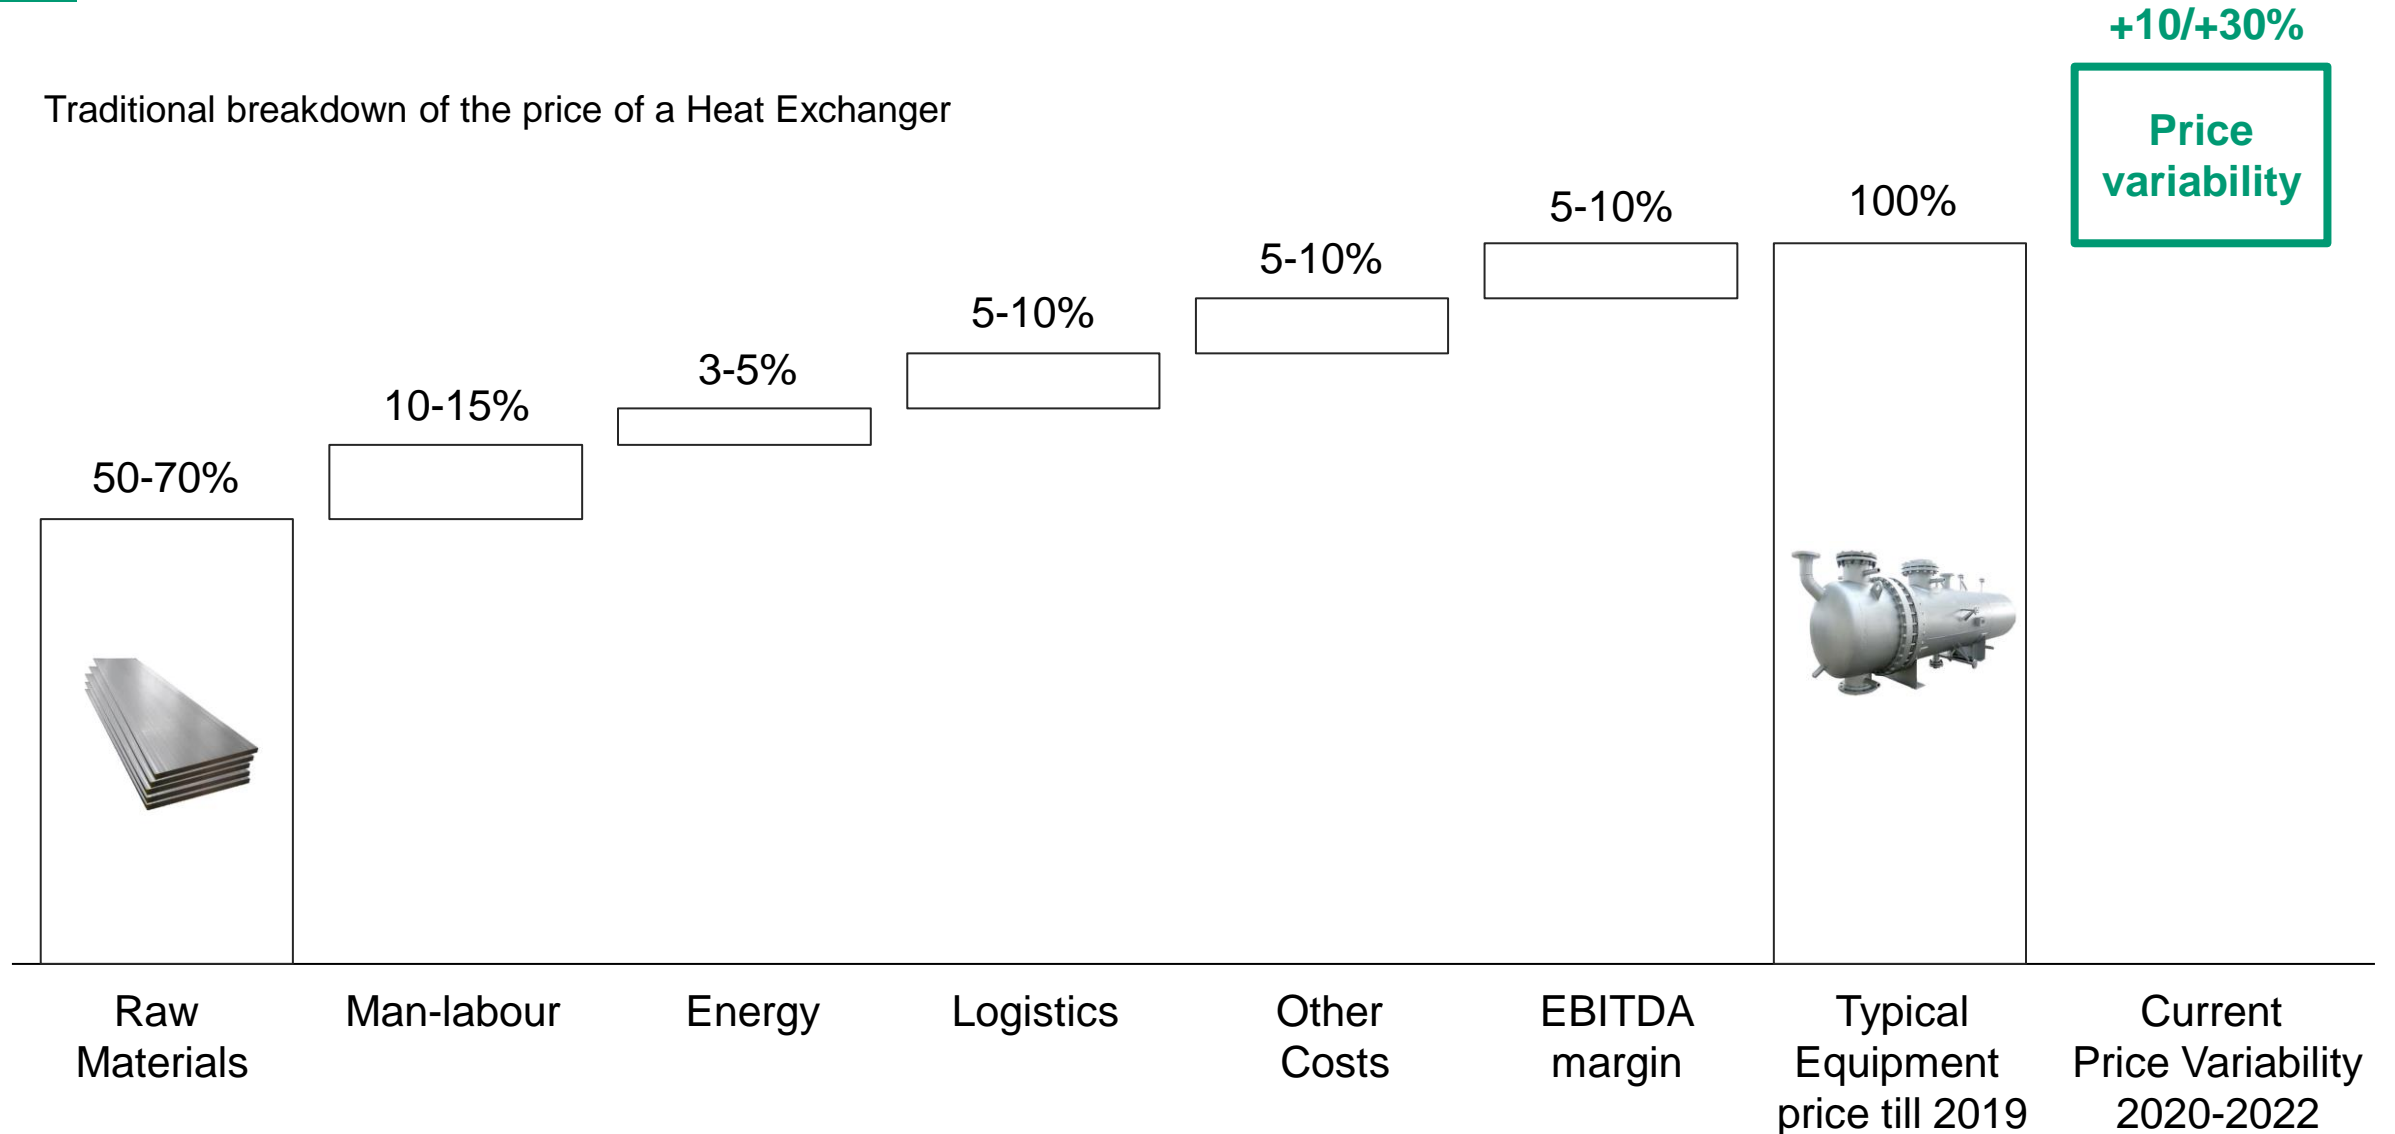 +10/+30%
Traditional breakdown of the price of a Heat Exchanger
Price
variability
5-10%
100%
5-10%
5-10%
3-5%
10-15%
50-70%
Raw
Materials
Man-labour
Energy
Logistics
Other
Costs
EBITDA
margin
Typical
Equipment
price till 2019
Current
Price Variability
2020-2022